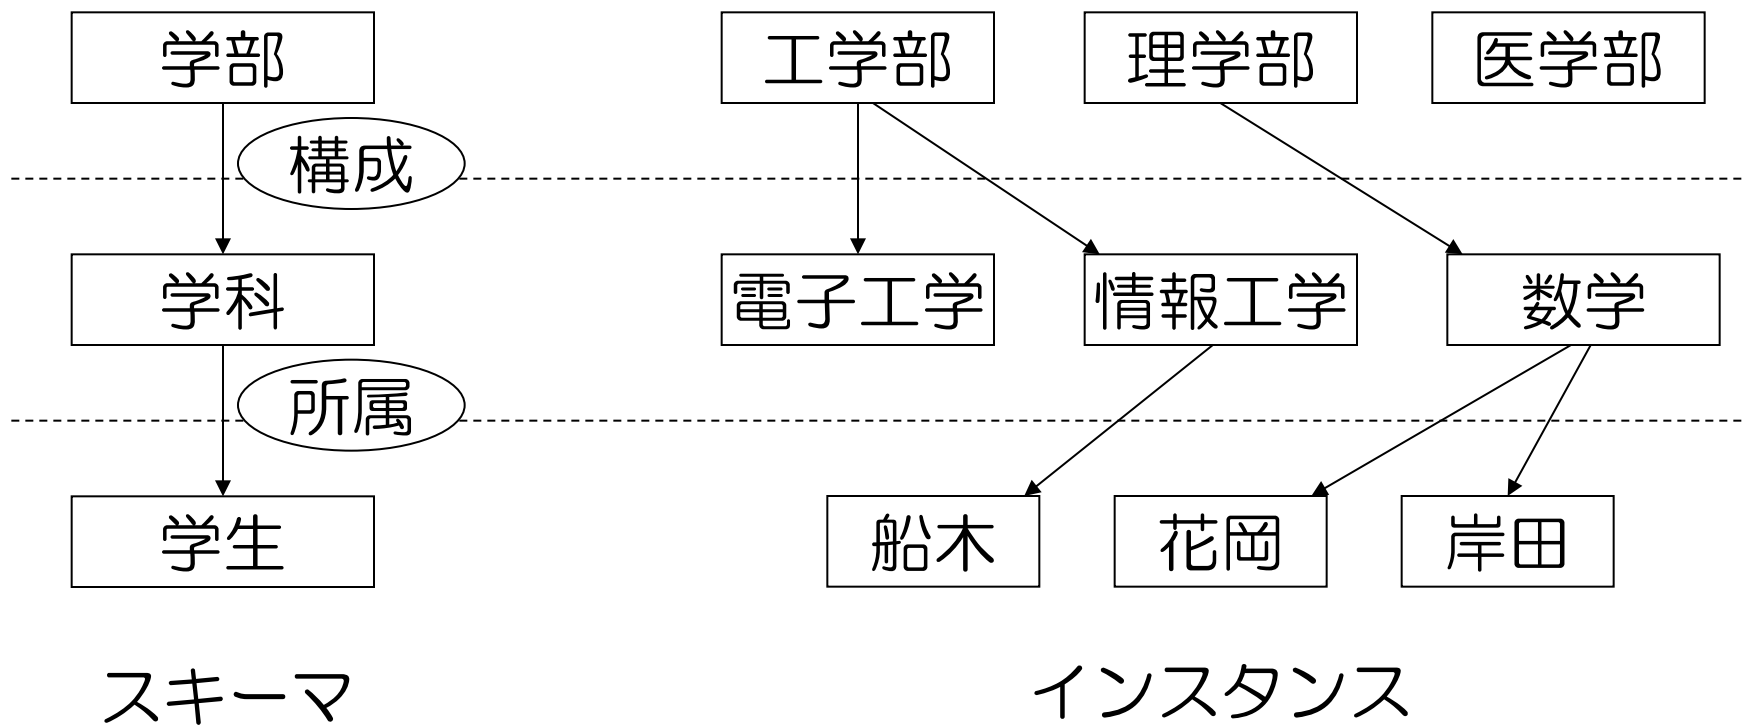 学部
工学部
理学部
医学部
構成
学科
電子工学
情報工学
数学
所属
学生
船木
花岡
岸田
スキーマ
インスタンス